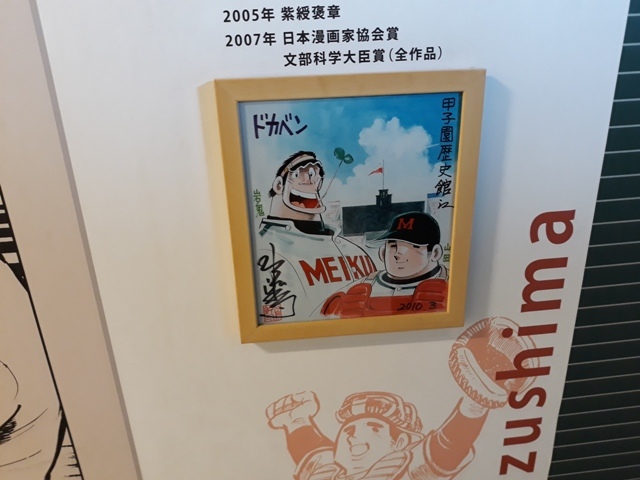 2005年 紫綬褒章
2007年 日本漫画家協会賞
文部科学大臣賞（全作品）
ドカベン
甲子園歴史館江
岩鬼
山田
MEIKUN
M
2010.3
zushima